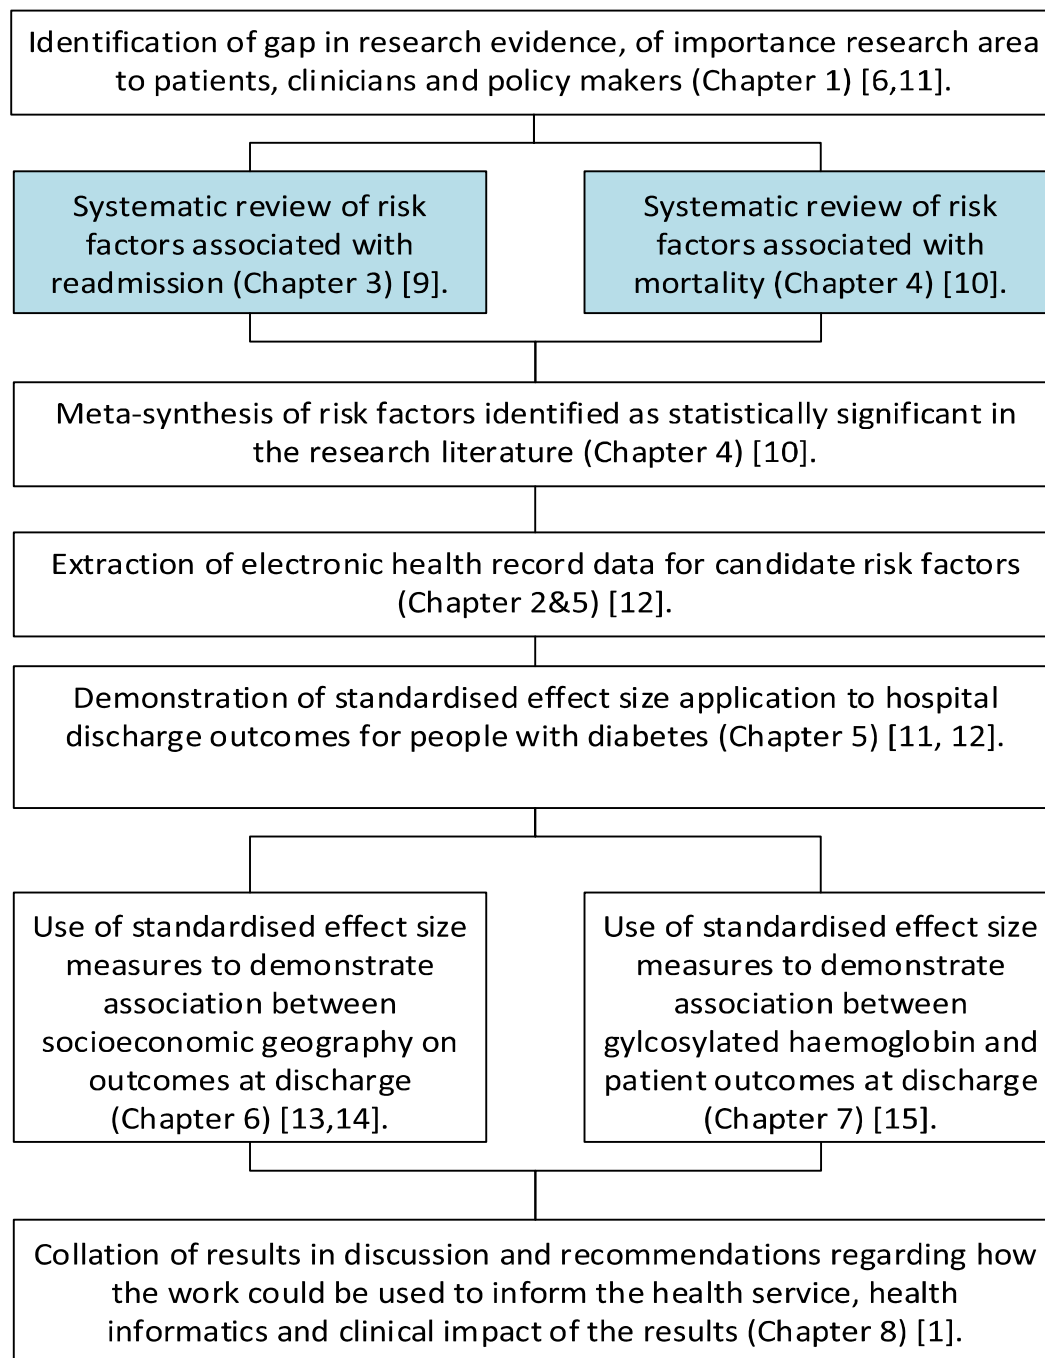 Identification of gap in research evidence, of importance research area
to patients, clinicians and policy makers (Chapter 1) [6,11].
Systematic review of risk
factors associated with
readmission (Chapter 3) [9].
Systematic review of risk
factors associated with
mortality (Chapter 4) [10].
Meta-synthesis of risk factors identified as statistically significant in
the research literature (Chapter 4) [10].
Extraction of electronic health record data for candidate risk factors
(Chapter 2&5) [12].
Demonstration of standardised effect size application to hospital
discharge outcomes for people with diabetes (Chapter 5) [11, 12].
Use of standardised effect size
measures to demonstrate
association between
socioeconomic geography on
outcomes at discharge
(Chapter 6) [13,14].
Use of standardised effect size
measures to demonstrate
association between
gylcosylated haemoglobin and
patient outcomes at discharge
(Chapter 7) [15].
Collation of results in discussion and recommendations regarding how
the work could be used to inform the health service, health
informatics and clinical impact of the results (Chapter 8) [1].